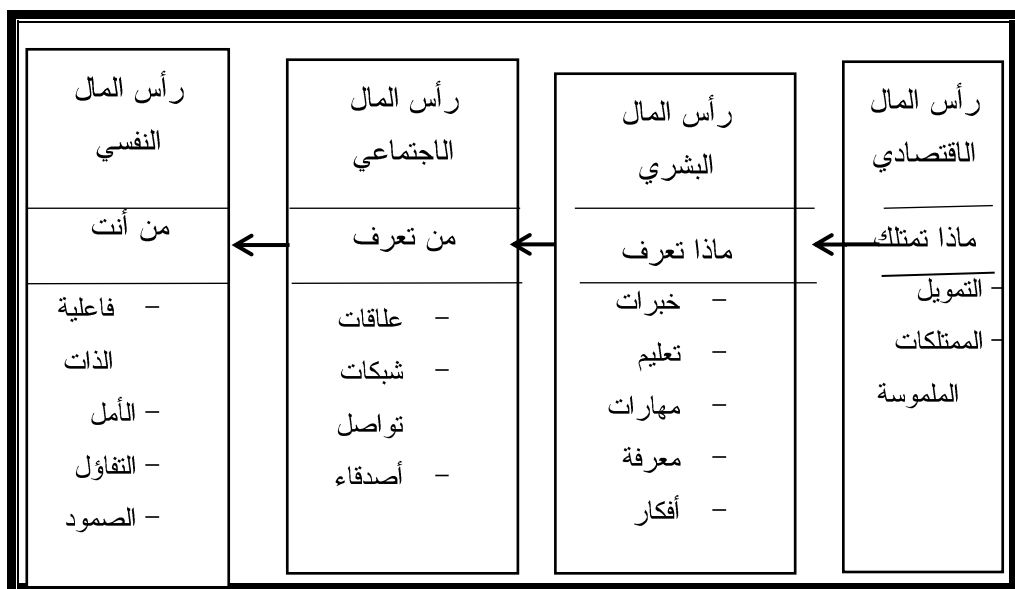 رأس المال
الاقتصادي
ماذا تمتلك
- التمويل
- الممتلكات
الملموسة
رأس المال
البشري
ماذا تعرف
- خبرات
- تعليم
- مهارات
- معرفة
- أفكار
رأس المال
الاجتماعي
من تعرف
- علاقات
- شبكات
تواصل
- أصدقاء
رأس المال
النفسي
من أنت
- فاعلية
الذات
- الأمل
- التفاؤل
- الصمود